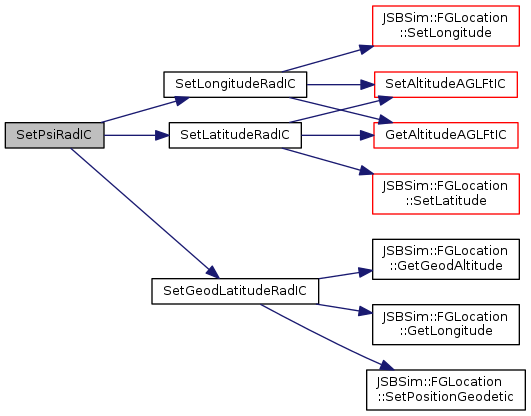 JSBSim::FGLocation
::SetLongitude
SetLongitudeRadIC
SetAltitudeAGLFtIC
SetPsiRadIC
SetLatitudeRadIC
GetAltitudeAGLFtIC
JSBSim::FGLocation
::SetLatitude
JSBSim::FGLocation
::GetGeodAltitude
SetGeodLatitudeRadIC
JSBSim::FGLocation
::GetLongitude
JSBSim::FGLocation
::SetPositionGeodetic